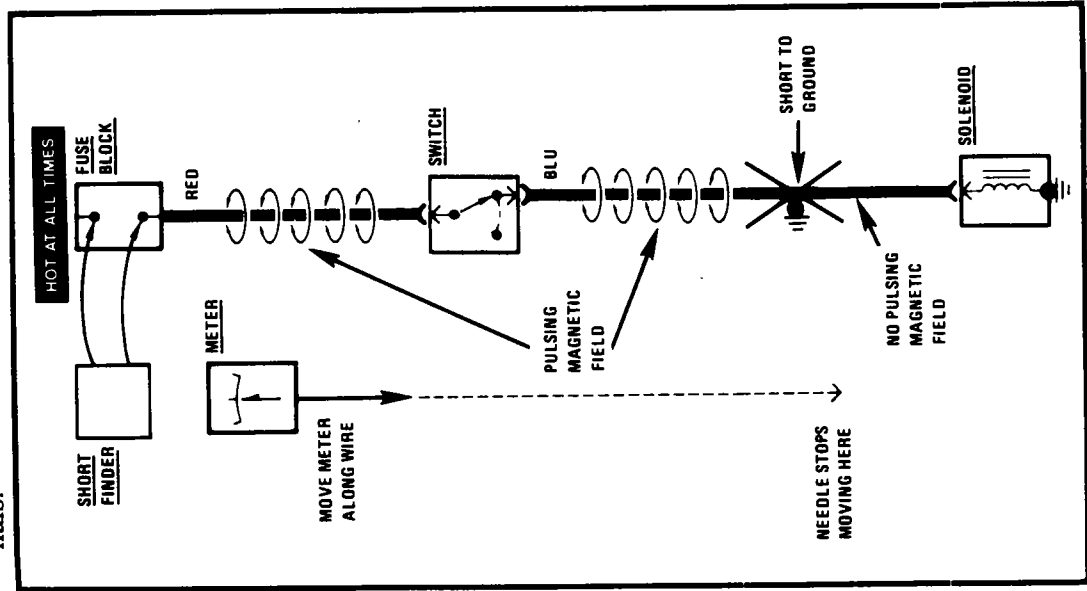 HOT AT ALL TIMES
FUSE
BLOCK
SHORT
FINDER
RED
METER
MOVE METER
ALONG WIRE
SWITCH
PULSING
MAGNETIC
FIELD
BLU
SHORT TO
GROUND
NEEDLE STOPS
MOVING HERE
NO PULSING
MAGNETIC
FIELD
SOLENOID